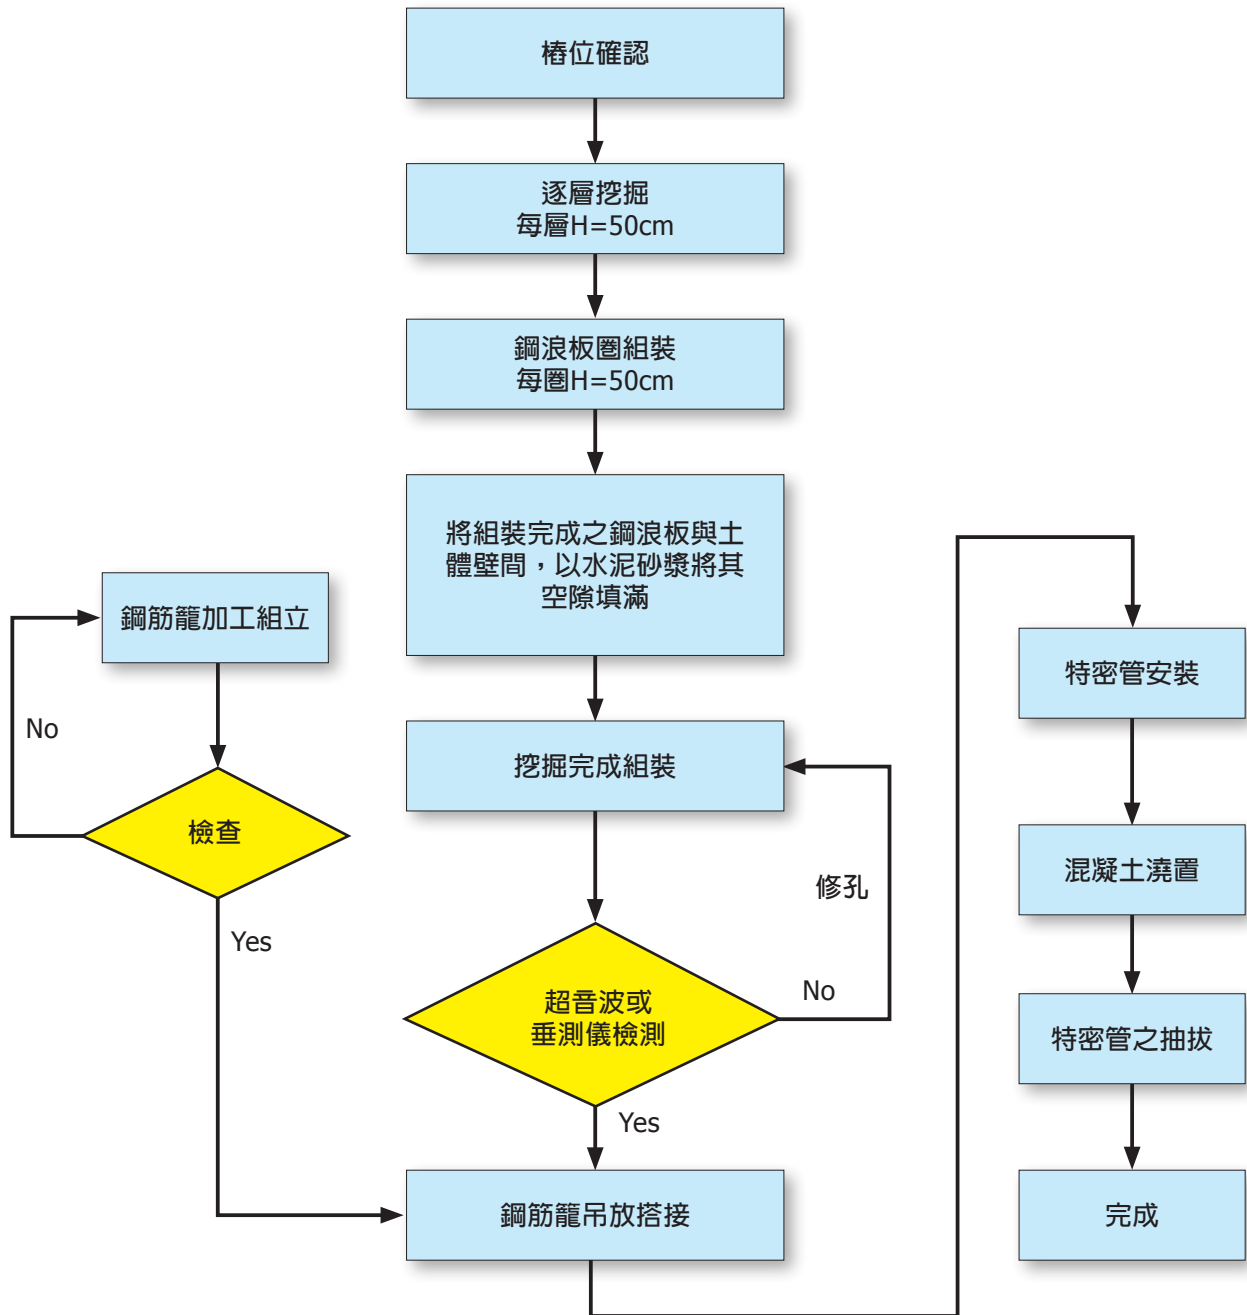 樁位確認
逐層挖掘
每層H=50cm
鋼浪板圈組裝
每圈H=50cm
將組裝完成之鋼浪板與土
體壁間，以水泥砂漿將其
空隙填滿
挖掘完成組裝
修孔
超音波或
垂測儀檢測
No
Yes
鋼筋籠加工組立
No
檢查
Yes
鋼筋籠吊放搭接
特密管安裝
混凝土澆置
特密管之抽拔
完成